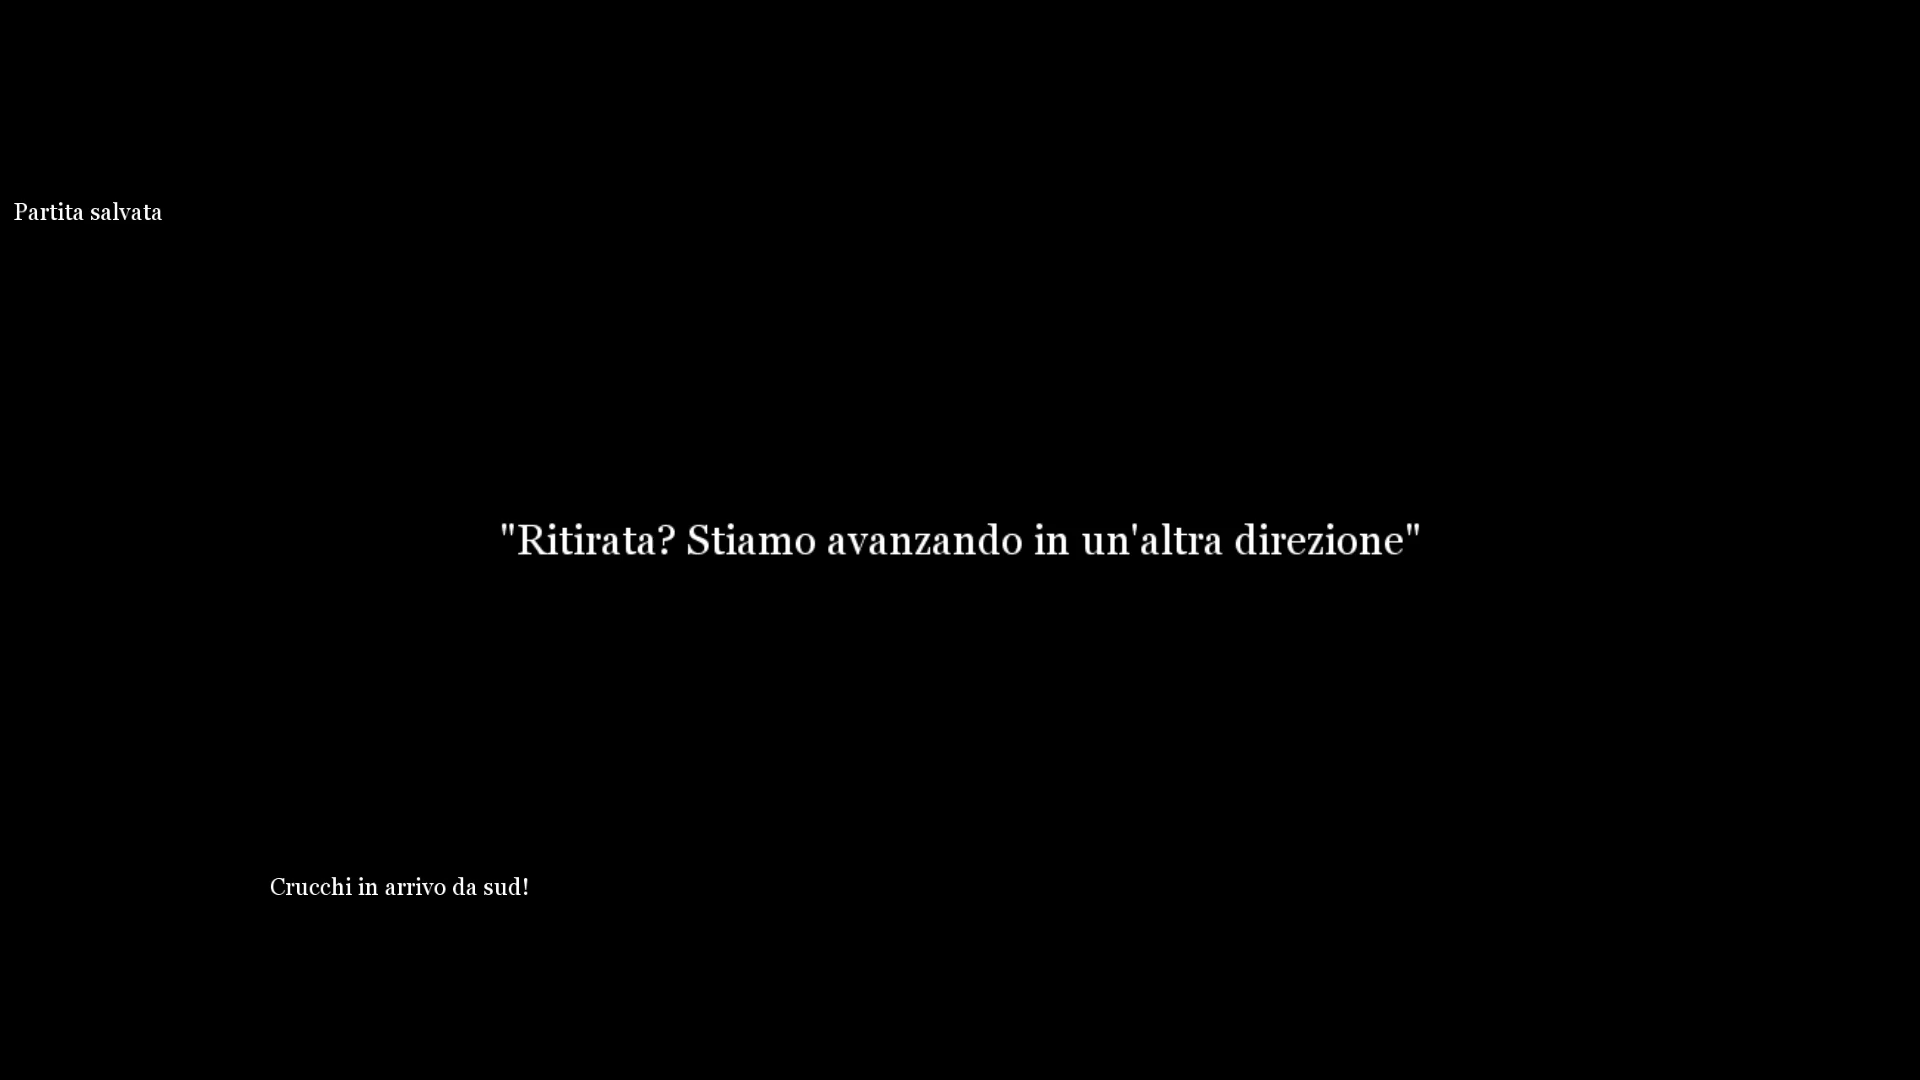 Partita salvata
"Ritirata? Stiamo avanzando in un'altra direzione"
Crucchi in arrivo da sud!